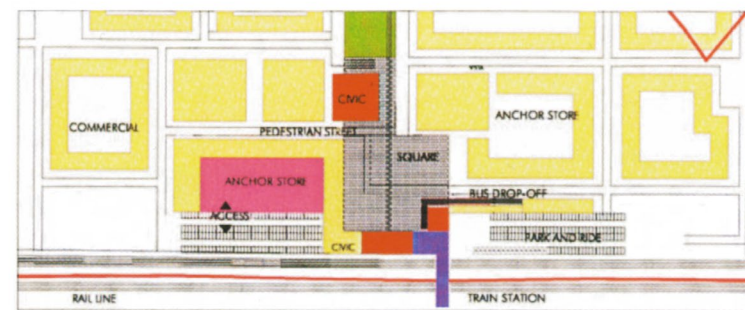 CIVIC
COMMERCIAL
ANCHOR STORE
PEDESTRIAN STREET
SQUARE
ANCHOR STORE
BUS DROP-OFF
ACCESS
PARK AND RIDE
CIVIC
RAIL LINE
TRAIN STATION